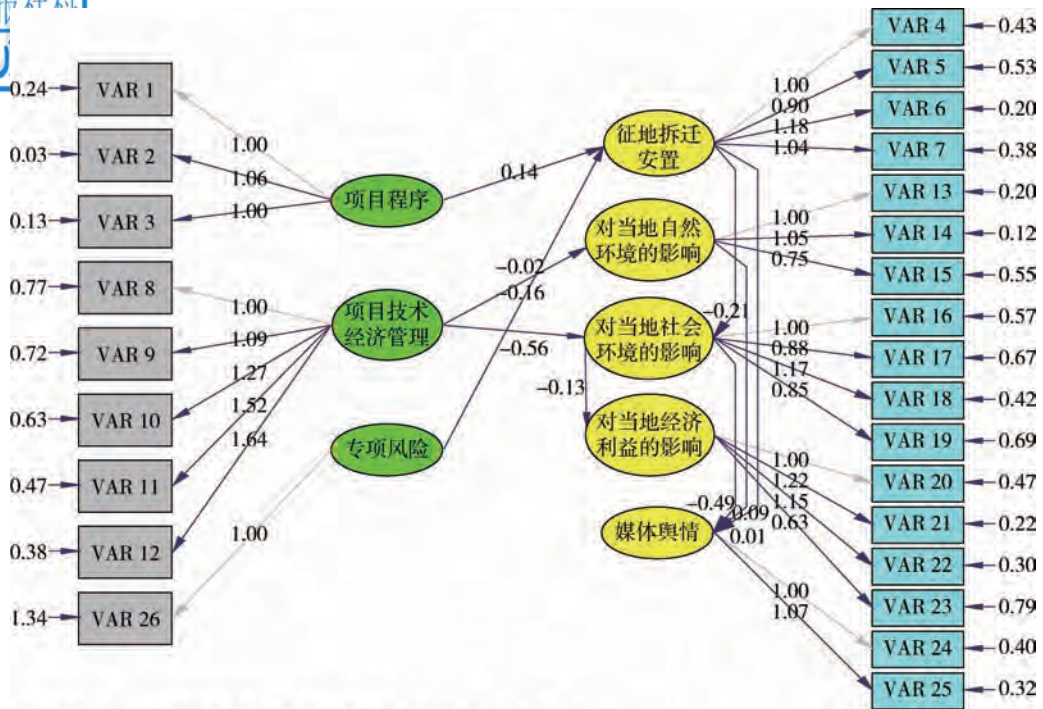 VAR 4
0.43
VAR 5
0.53
VAR 6
0.20
VAR 7
0.38
VAR 13
0.20
VAR 14
0.12
VAR 15
0.55
VAR 16
0.57
VAR 17
0.67
VAR 18
0.42
VAR 19
0.69
VAR 20
0.47
VAR 21
0.22
VAR 22
0.30
VAR 23
0.79
VAR 24
0.40
VAR 25
0.32
0.24
VAR 1
0.03
VAR 2
0.13
VAR 3
0.77
VAR 8
0.72
VAR 9
0.63
VAR 10
0.47
VAR 11
0.38
VAR 12
1.34
VAR 26
1.00
1.06
1.00
1.00
1.09
1.27
1.52
1.64
1.00
项目程序
项目技术
经济管理
专项风险
0.14
-0.02
-0.16
-0.56
-0.13
征地拆迁
安置
对当地自然
环境的影响
对当地社会
环境的影响
对当地经济
利益的影响
媒体舆情
1.00
0.90
1.18
1.04
1.00
1.05
0.75
-0.21
1.00
0.88
1.17
0.85
1.00
1.22
1.15
0.63
-0.49
0.09
0.01
1.00
1.07